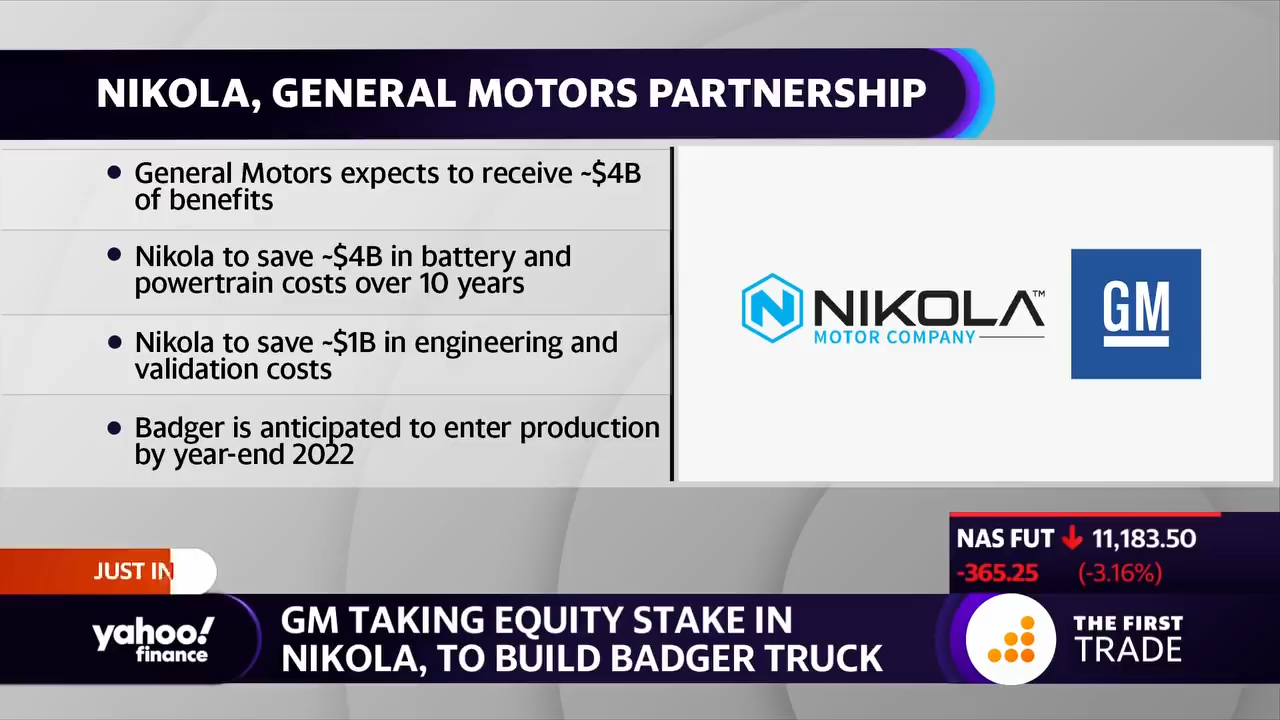 NIKOLA, GENERAL MOTORS PARTNERSHIP
• General Motors expects to receive ~$4B
of benefits
• Nikola to save ~$4B in battery and
powertrain costs over 10 years
• Nikola to save ~$1B in engineering and
validation costs
• Badger is anticipated to enter production
by year-end 2022
N NIKOLA™
MOTOR COMPANY
GM
NAS FUT 11,183.50
-365.25 (-3.16%)
JUST IN
yahoo!
finance
GM TAKING EQUITY STAKE IN
NIKOLA, TO BUILD BADGER TRUCK
THE FIRST
TRADE